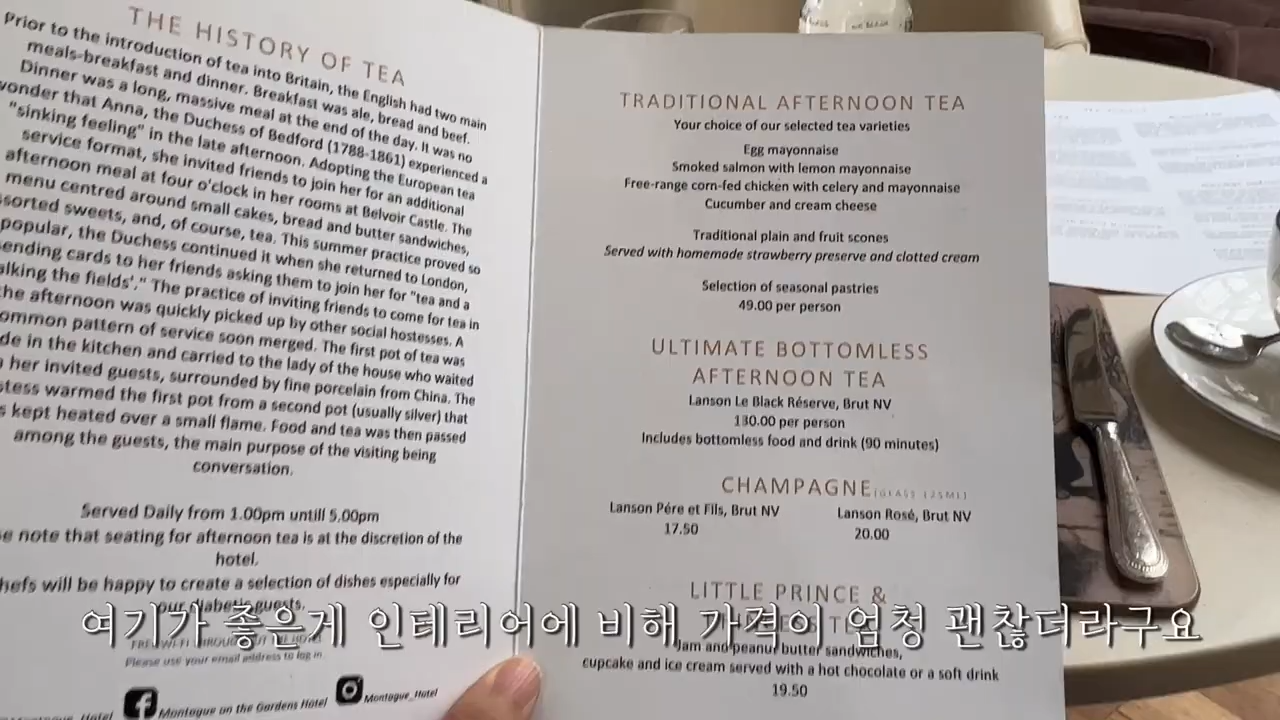 THE HISTORY OF TEA
Prior to the introduction of tea into Britain, the English had two main
meals-breakfast and dinner. Breakfast was ale, bread and beef.
Dinner was a long, massive meal at the end of the day. It was no
wonder that Anna, the Duchess of Bedford (1788-1861) experienced a
"sinking feeling" in the late afternoon. Adopting the European tea
service format, she invited friends to join her for an additional
afternoon meal at four o'clock in her rooms at Belvoir Castle. The
menu centred around small cakes, bread and butter sandwiches,
ssorted sweets, and, of course, tea. This summer practice proved so
popular, the Duchess continued it when she returned to London,
ending cards to her friends asking them to join her for "tea and a
alking the fields'." The practice of inviting friends to come for tea in
he afternoon was quickly picked up by other social hostesses. A
ommon pattern of service soon merged. The first pot of tea was
de in the kitchen and carried to the lady of the house who waited
her invited guests, surrounded by fine porcelain from China. The
stess warmed the first pot from a second pot (usually silver) that
s kept heated over a small flame. Food and tea was then passed
among the guests, the main purpose of the visiting being
conversation.
Served Daily from 1.00pm untill 5.00pm
e note that seating for afternoon tea is at the discretion of the
hotel.
hefs will be happy to create a selection of dishes especially for
our diabetic guests.
Please use your email address to log in.
Hotel
Montague on the Gardens Hotel
Montague_Hotel
TRADITIONAL AFTERNOON TEA
Your choice of our selected tea varieties
Egg mayonnaise
Smoked salmon with lemon mayonnaise
Free-range corn-fed chicken with celery and mayonnaise
Cucumber and cream cheese
Traditional plain and fruit scones
Served with homemade strawberry preserve and clotted cream
Selection of seasonal pastries
49.00 per person
ULTIMATE BOTTOMLESS
AFTERNOON TEA
Lanson Le Black Réserve, Brut NV
130.00 per person
Includes bottomless food and drink (90 minutes)
CHAMPAGNE (GLASS 125ML)
Lanson Pére et Fils, Brut NV
17.50
Lanson Rosé, Brut NV
20.00
LITTLE PRINCE &
Jam and peanut butter sandwiches,
cupcake and ice cream served with a hot chocolate or a soft drink
19.50
여기가 좋은게 인테리어에 비해 가격이 엄청 괜찮더라구요